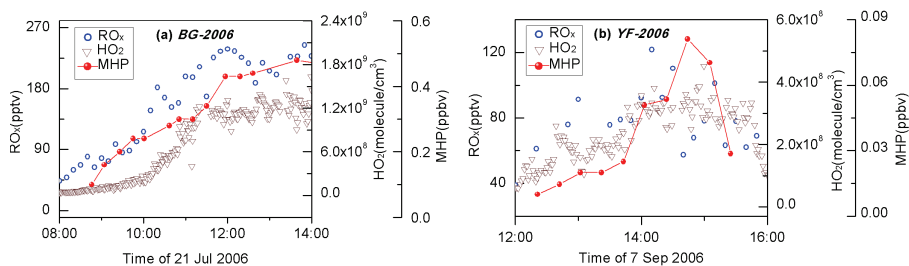 (a) BG-2006
ROx
HO2
MHP
270
180
90
0
ROx(pptv)
08:00
10:00
12:00
14:00
Time of 21 Jul 2006
2.4x10^9
1.8x10^9
1.2x10^9
6.0x10^8
0.0
HO2(molecule/cm^3)
0.6
0.4
0.2
0.0
MHP(ppbv)
(b) YF-2006
ROx
HO2
MHP
120
80
40
ROx(pptv)
12:00
14:00
16:00
Time of 7 Sep 2006
6.0x10^8
4.0x10^8
2.0x10^8
0.0
HO2(molecule/cm^8 3)
0.09
0.06
0.03
0.00
MHP(ppbv)